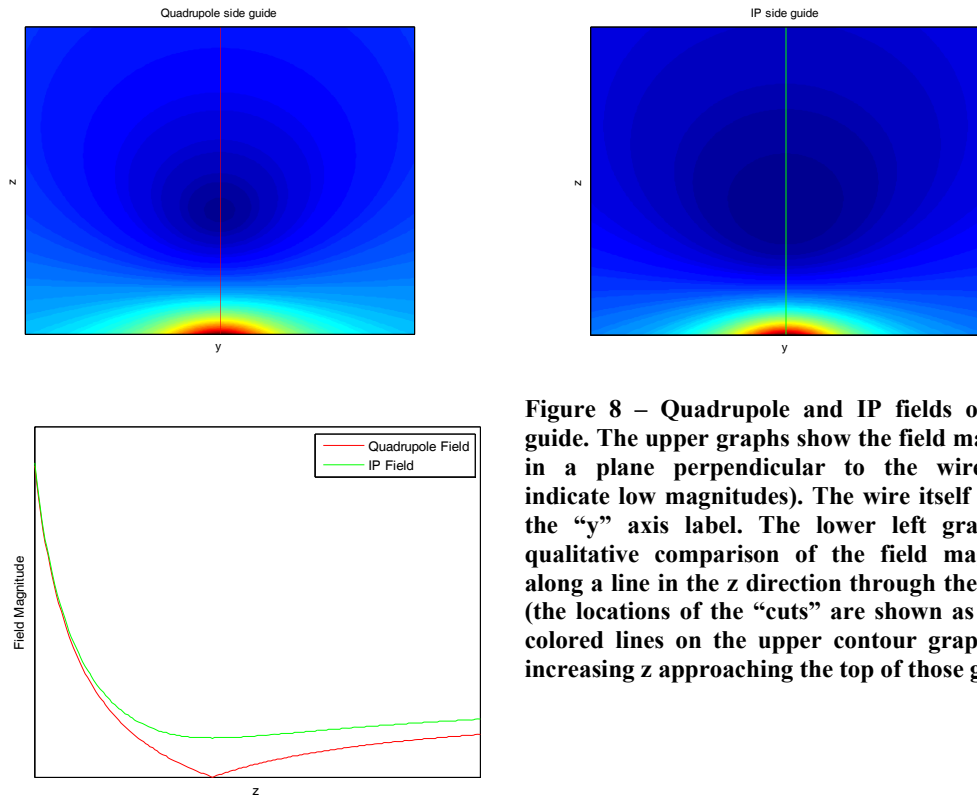 Quadrupole side guide
IP side guide
z
z
y
y
Quadrupole Field
IP Field
Field Magnitude
z
Figure 8 – Quadrupole and IP fields o
guide. The upper graphs show the field ma
in a plane perpendicular to the wire
indicate low magnitudes). The wire itself
the “y” axis label. The lower left gra
qualitative comparison of the field ma
along a line in the z direction through the
(the locations of the “cuts” are shown as
colored lines on the upper contour grap
increasing z approaching the top of those g